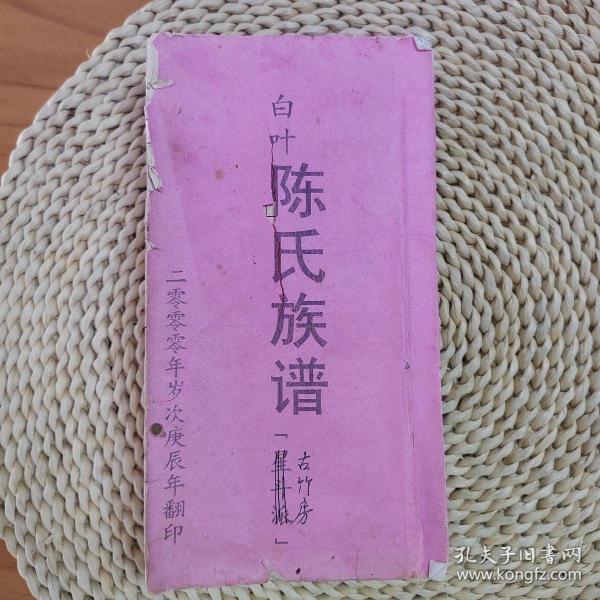 白叶
陈氏族谱
「
」
古竹房
二零零零年岁次庚辰年翻印
孔夫子旧书网
www.kongfz.com